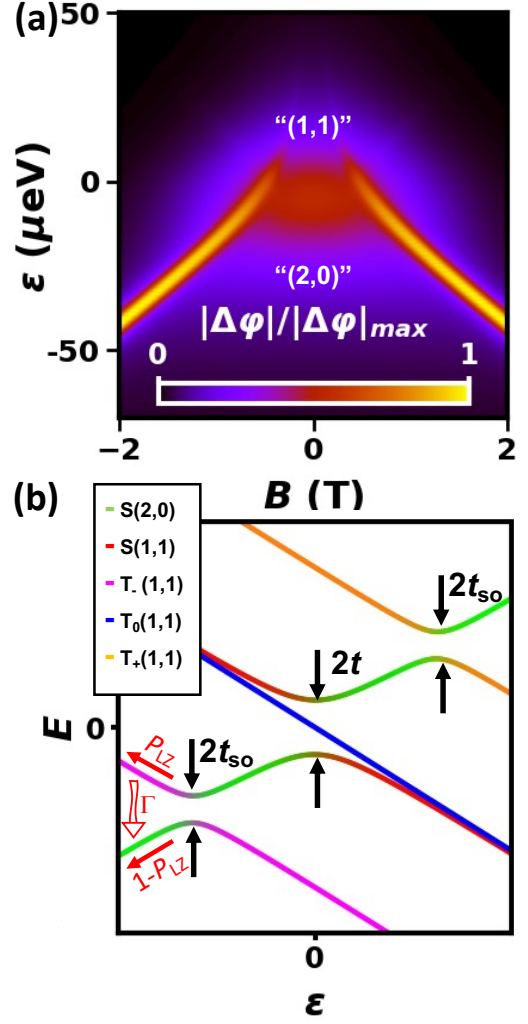 (a)
50
0
-50
ε (μeV)
“(1,1)”
“(2,0)”
|Δφ|/|Δφ|max
0 1
−2 0 2
B (T)
(b)
S(2,0)
S(1,1)
T₋ (1,1)
T₀(1,1)
T₊(1,1)
2tso
2t
2tso
E
0
PLZ
Γ
1-PLZ
0
ε